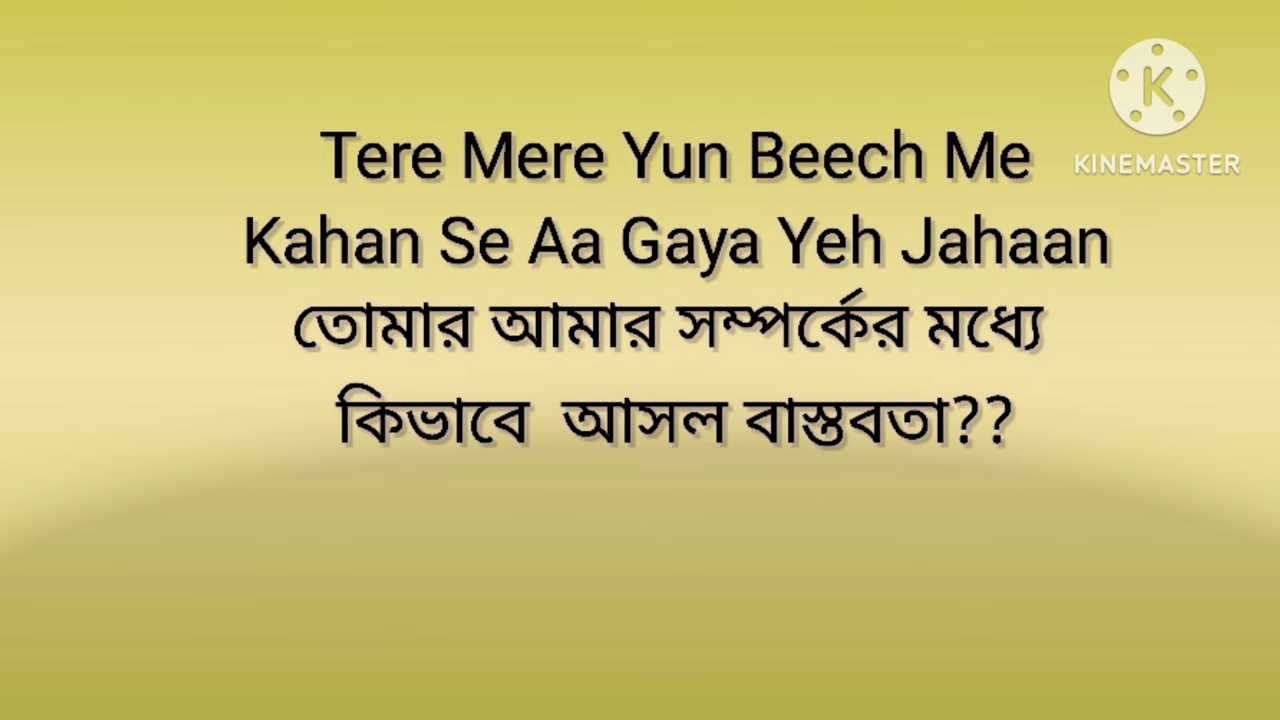 K
KINEMASTER
Tere Mere Yun Beech Me
Kahan Se Aa Gaya Yeh Jahaan
তোমার আমার সম্পর্কের মধ্যে
কিভাবে  আসল বাস্তবতা??